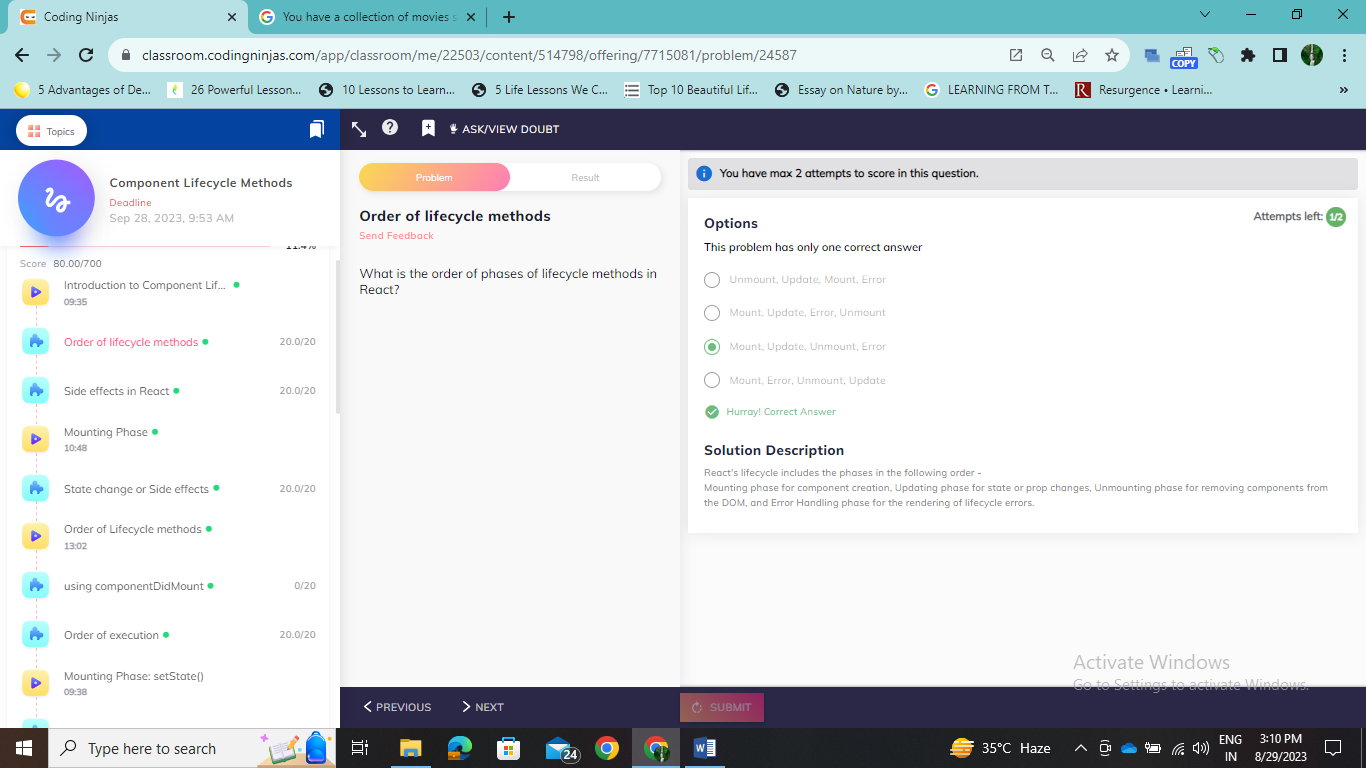 Coding Ninjas
You have a collection of movies s
classroom.codingninjas.com/app/classroom/me/22503/content/514798/offering/7715081/problem/24587
COPY
5 Advantages of De...
26 Powerful Lesson...
10 Lessons to Learn...
5 Life Lessons We C...
Top 10 Beautiful Lif...
Essay on Nature by...
LEARNING FROM T...
Resurgence • Learni...
»
Topics
ASK/VIEW DOUBT
Component Lifecycle Methods
Deadline
Sep 28, 2023, 9:53 AM
11.4%
Score 80.00/700
Introduction to Component Lif...
09:35
Order of lifecycle methods 20.0/20
Side effects in React 20.0/20
Mounting Phase
10:48
State change or Side effects 20.0/20
Order of Lifecycle methods
13:02
using componentDidMount 0/20
Order of execution 20.0/20
Mounting Phase: setState()
09:38
Problem
Result
Order of lifecycle methods
Send Feedback
What is the order of phases of lifecycle methods in
React?
You have max 2 attempts to score in this question.
Options
Attempts left: 1/2
This problem has only one correct answer
Unmount, Update, Mount, Error
Mount, Update, Error, Unmount
Mount, Update, Unmount, Error
Mount, Error, Unmount, Update
Hurray! Correct Answer
Solution Description
React's lifecycle includes the phases in the following order -
Mounting phase for component creation, Updating phase for state or prop changes, Unmounting phase for removing components from
the DOM, and Error Handling phase for the rendering of lifecycle errors.
Activate Windows
Go to Settings to activate Windows.
PREVIOUS
NEXT
SUBMIT
Type here to search
24
35°C Haze
ENG
IN
3:10 PM
8/29/2023